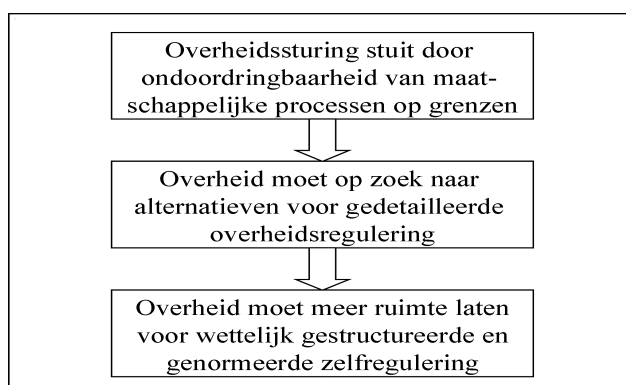 Overheidssturing stuit door
ondoordringbaarheid van maat-
schappelijke processen op grenzen
Overheid moet op zoek naar
alternatieven voor gedetailleerde
overheidsregulering
Overheid moet meer ruimte laten
voor wettelijk gestructureerde en
genormeerde zelfregulering